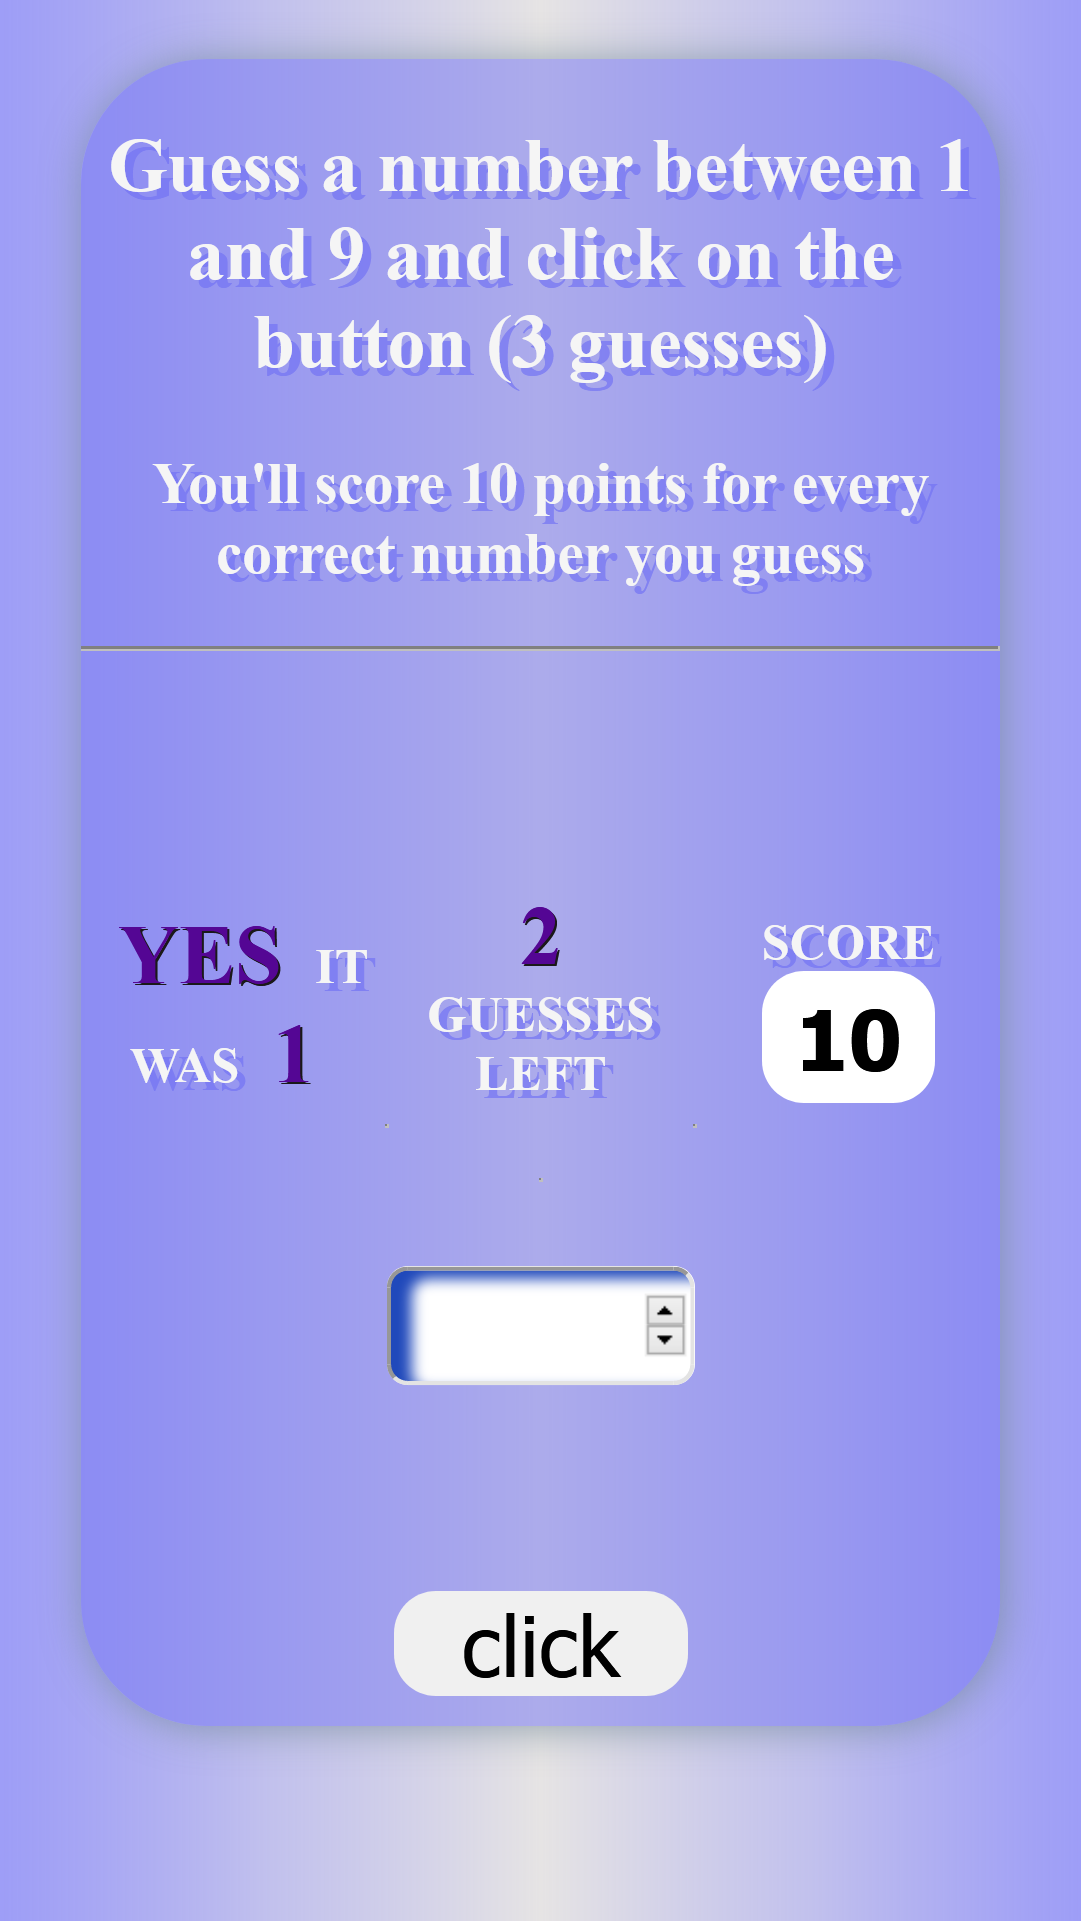 Guess a number between 1
and 9 and click on the
button (3 guesses)
You'll score 10 points for every
correct number you guess
YES IT
WAS 1
2
GUESSES
LEFT
SCORE
10
click